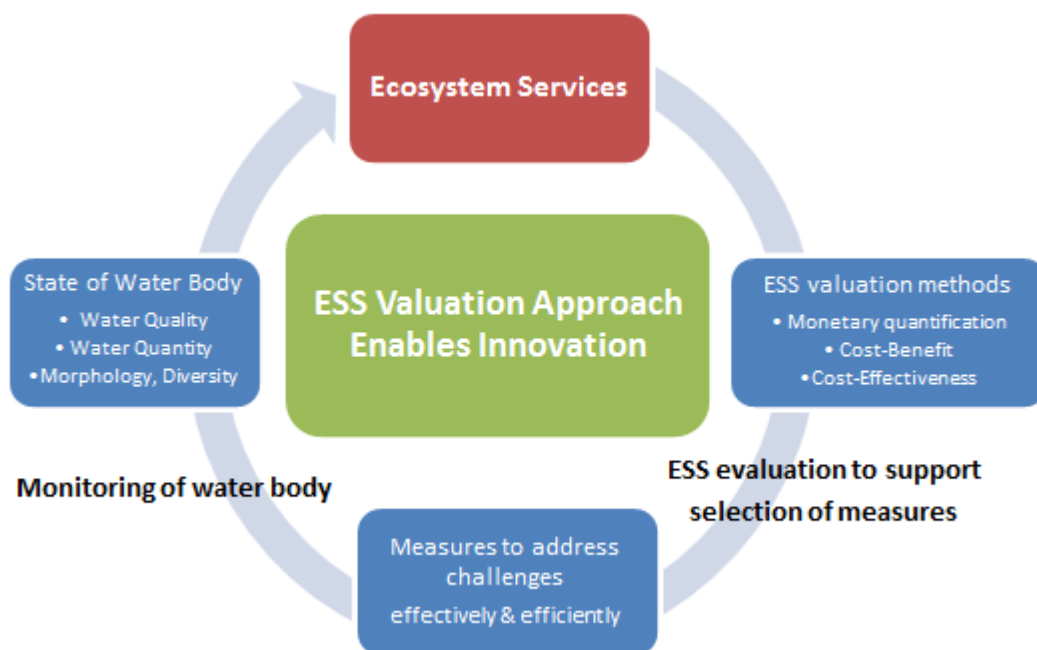 Ecosystem Services
ESS Valuation Approach
Enables Innovation
State of Water Body
• Water Quality
• Water Quantity
•Morphology, Diversity
ESS valuation methods
• Monetary quantification
• Cost-Benefit
•Cost-Effectiveness
Monitoring of water body
ESS evaluation to support
selection of measures
Measures to address
challenges
effectively & efficiently